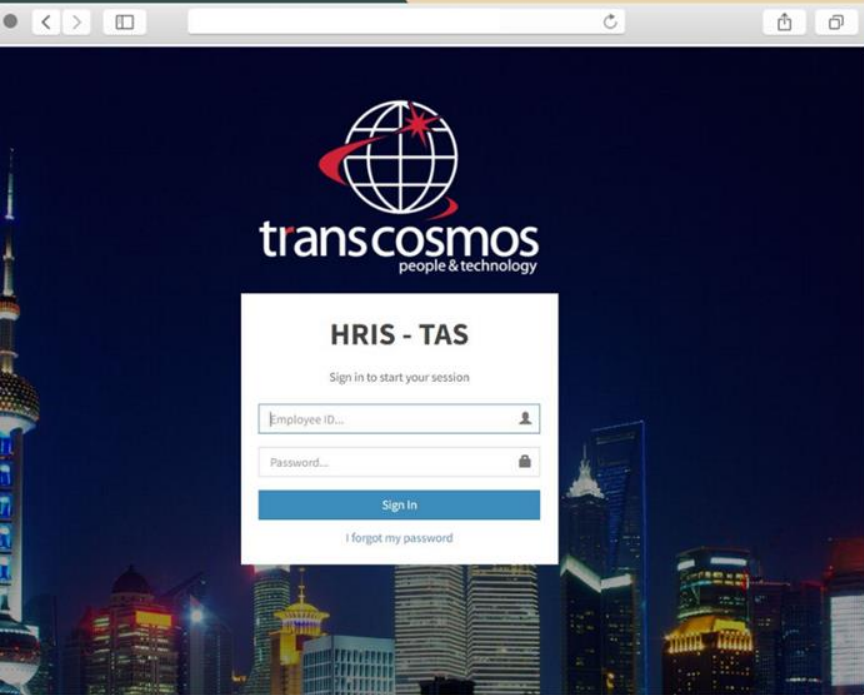 transcosmos
people & technology
HRIS - TAS
Sign in to start your session
Employee ID...
Password...
Sign In
I forgot my password